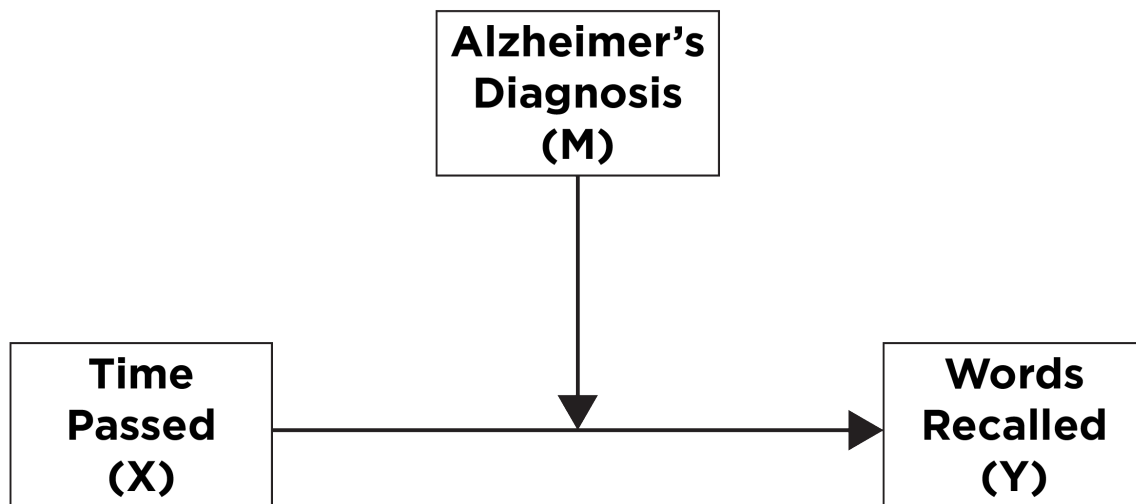 Alzheimer’s
Diagnosis
(M)
Time
Passed
(X)
Words
Recalled
(Y)